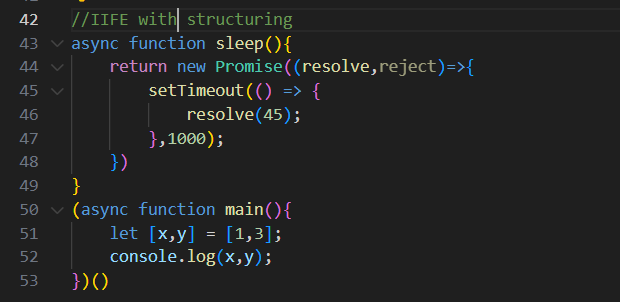 42 //IIFE with structuring
43 async function sleep(){
44 return new Promise((resolve,reject)=>{
45 setTimeout(() => {
46 resolve(45);
47 },1000);
48 })
49 }
50 (async function main(){
51 let [x,y] = [1,3];
52 console.log(x,y);
53 })()